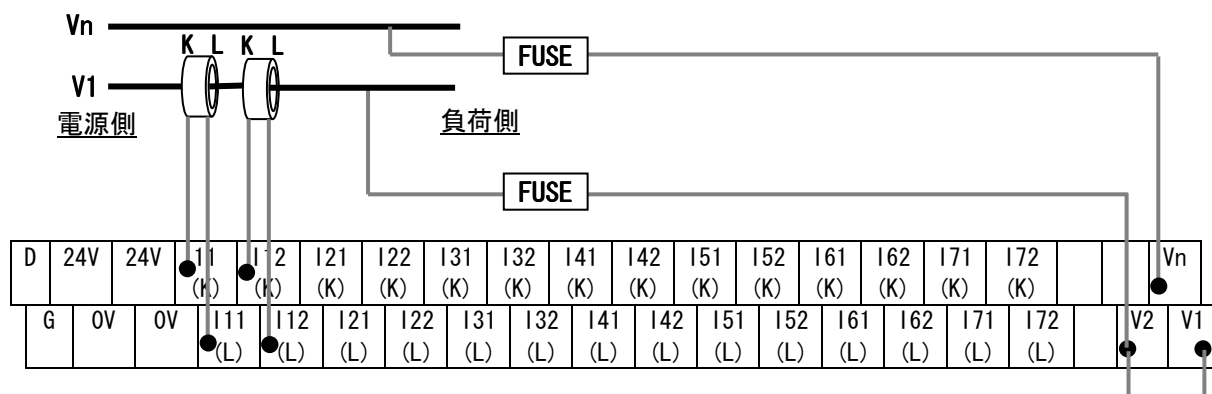 Vn
K L K L
FUSE
V1
電源側
負荷側
FUSE
D 24V 24V I11 I12 I21 I22 I31 I32 I41 I42 I51 I52 I61 I62 I71 I72 Vn
(K) (K) (K) (K) (K) (K) (K) (K) (K) (K) (K) (K) (K) (K)
G 0V 0V I11 I12 I21 I22 I31 I32 I41 I42 I51 I52 I61 I62 I71 I72 V2 V1
(L) (L) (L) (L) (L) (L) (L) (L) (L) (L) (L) (L) (L) (L)